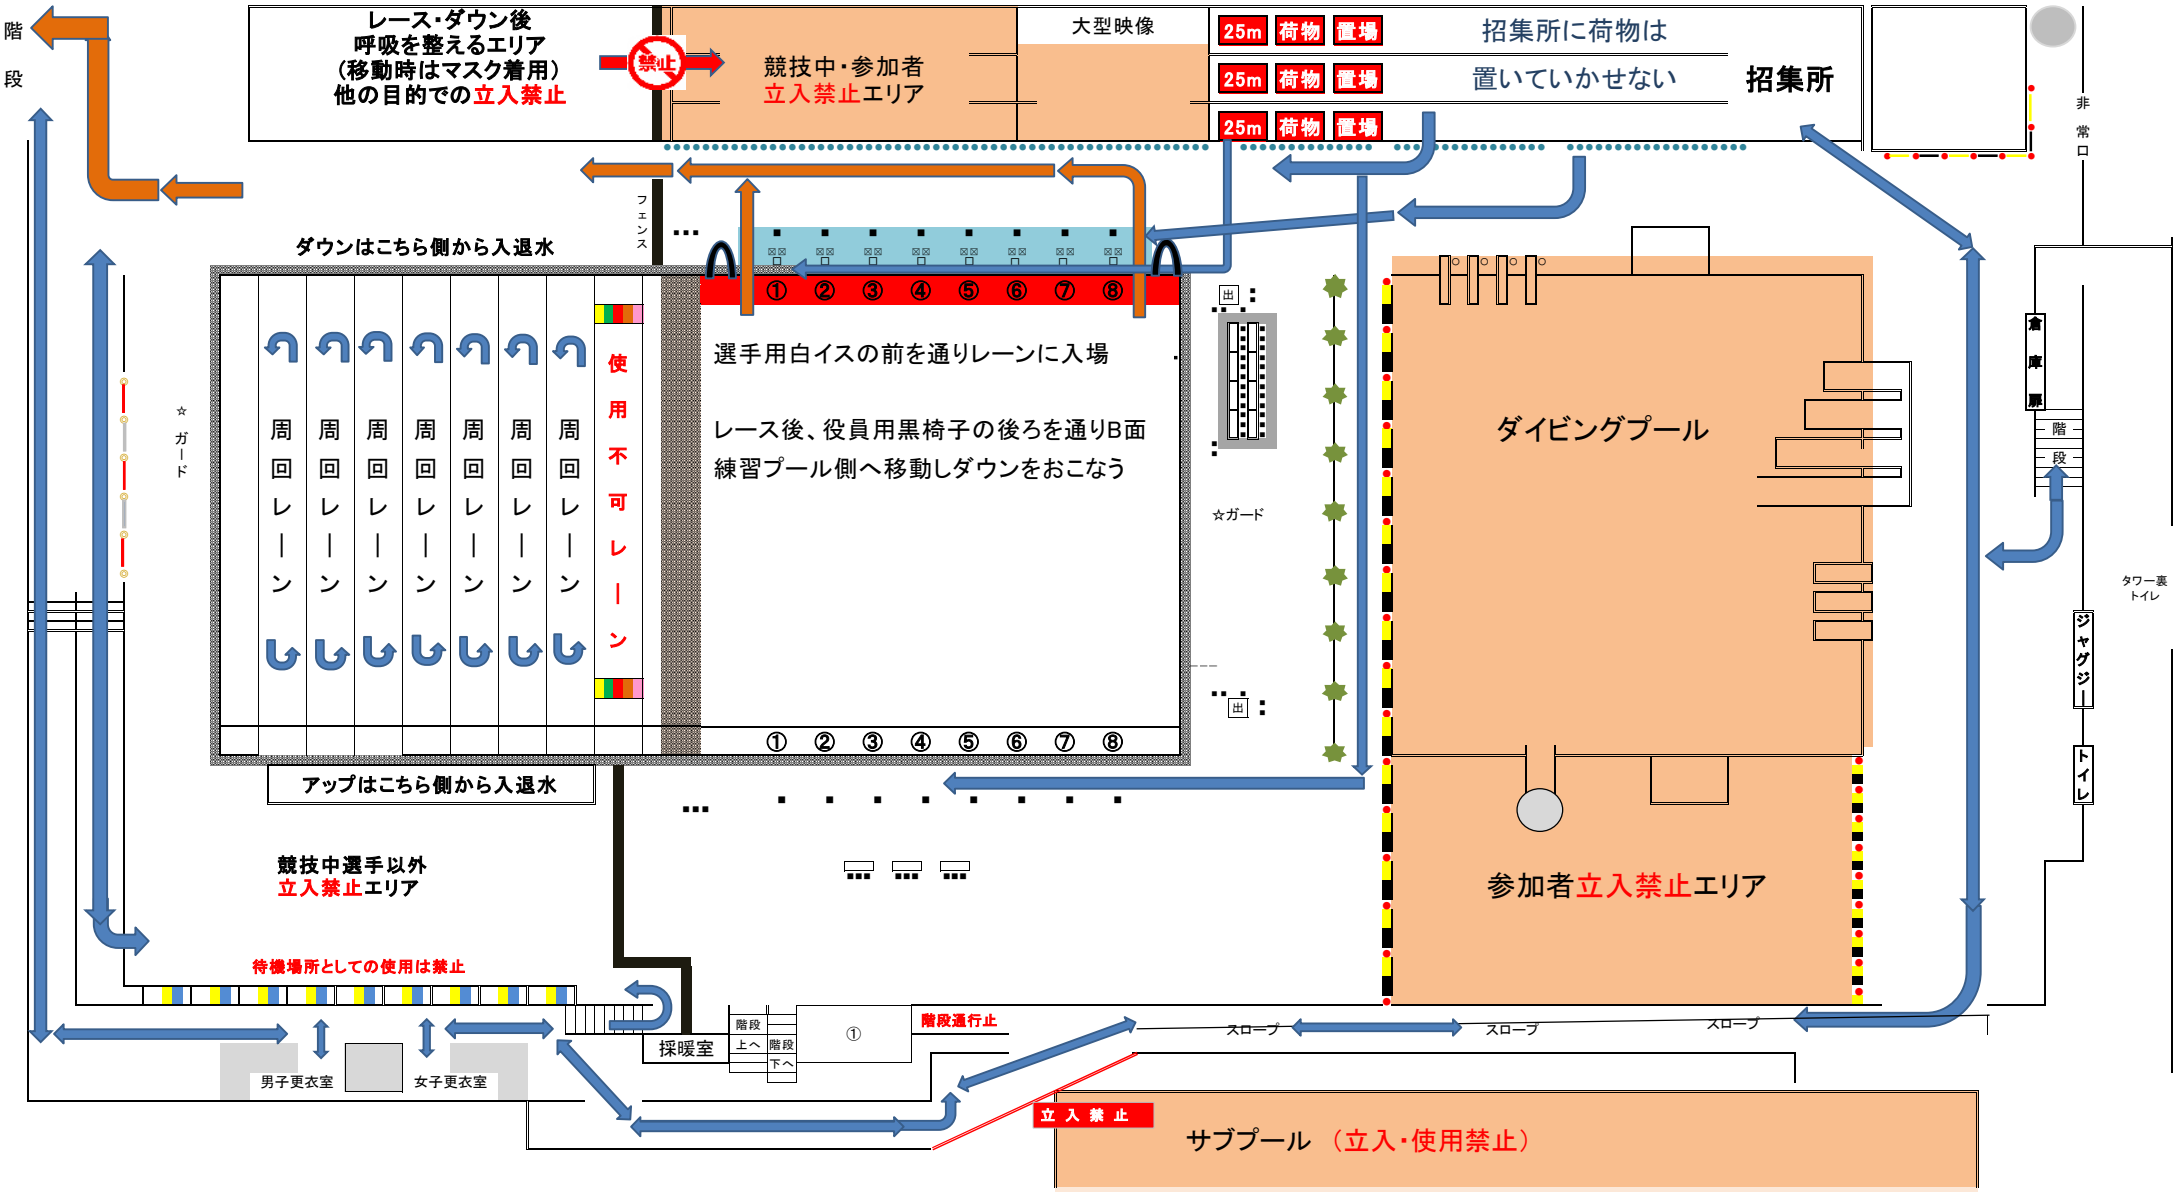 階段
レース・ダウン後
呼吸を整えるエリア
(移動時はマスク着用)
他の目的での立入禁止
禁止
競技中・参加者
立入禁止エリア
大型映像
25m 荷物 置場
25m 荷物 置場
25m 荷物 置場
招集所に荷物は
置いていかせない
招集所
非常口
フェンス
ダウンはこちら側から入退水
① ② ③ ④ ⑤ ⑥ ⑦ ⑧
選手用白イスの前を通りレーンに入場
レース後、役員用黒椅子の後ろを通りB面
練習プール側へ移動しダウンをおこなう
周回レーン
周回レーン
周回レーン
周回レーン
周回レーン
周回レーン
周回レーン
使用不可レーン
☆ガード
出
☆ガード
出
ダイビングプール
倉庫扉
階段
タワー裏
トイレ
ジャグジー
トイレ
① ② ③ ④ ⑤ ⑥ ⑦ ⑧
アップはこちら側から入退水
競技中選手以外
立入禁止エリア
参加者立入禁止エリア
待機場所としての使用は禁止
男子更衣室
女子更衣室
採暖室
階段
上へ
階段
下へ
①
階段通行止
スロープ
スロープ
スロープ
立入禁止
サブプール （立入・使用禁止）